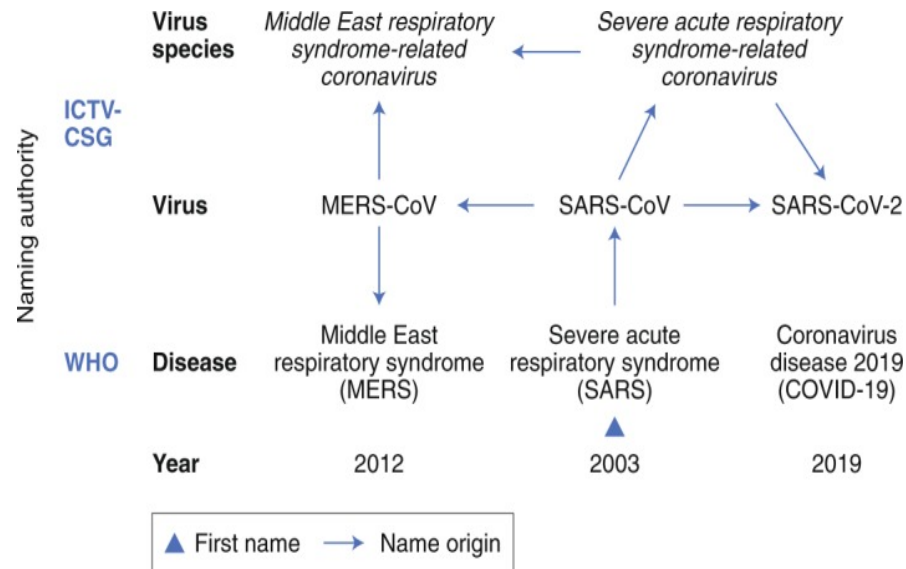 Virus
species
Middle East respiratory
syndrome-related
coronavirus
Severe acute respiratory
syndrome-related
coronavirus
Naming authority
ICTV-
CSG
Virus
MERS-CoV
SARS-CoV
SARS-CoV-2
WHO
Disease
Middle East
respiratory syndrome
(MERS)
Severe acute
respiratory syndrome
(SARS)
Coronavirus
disease 2019
(COVID-19)
Year
2012
2003
2019
First name
Name origin